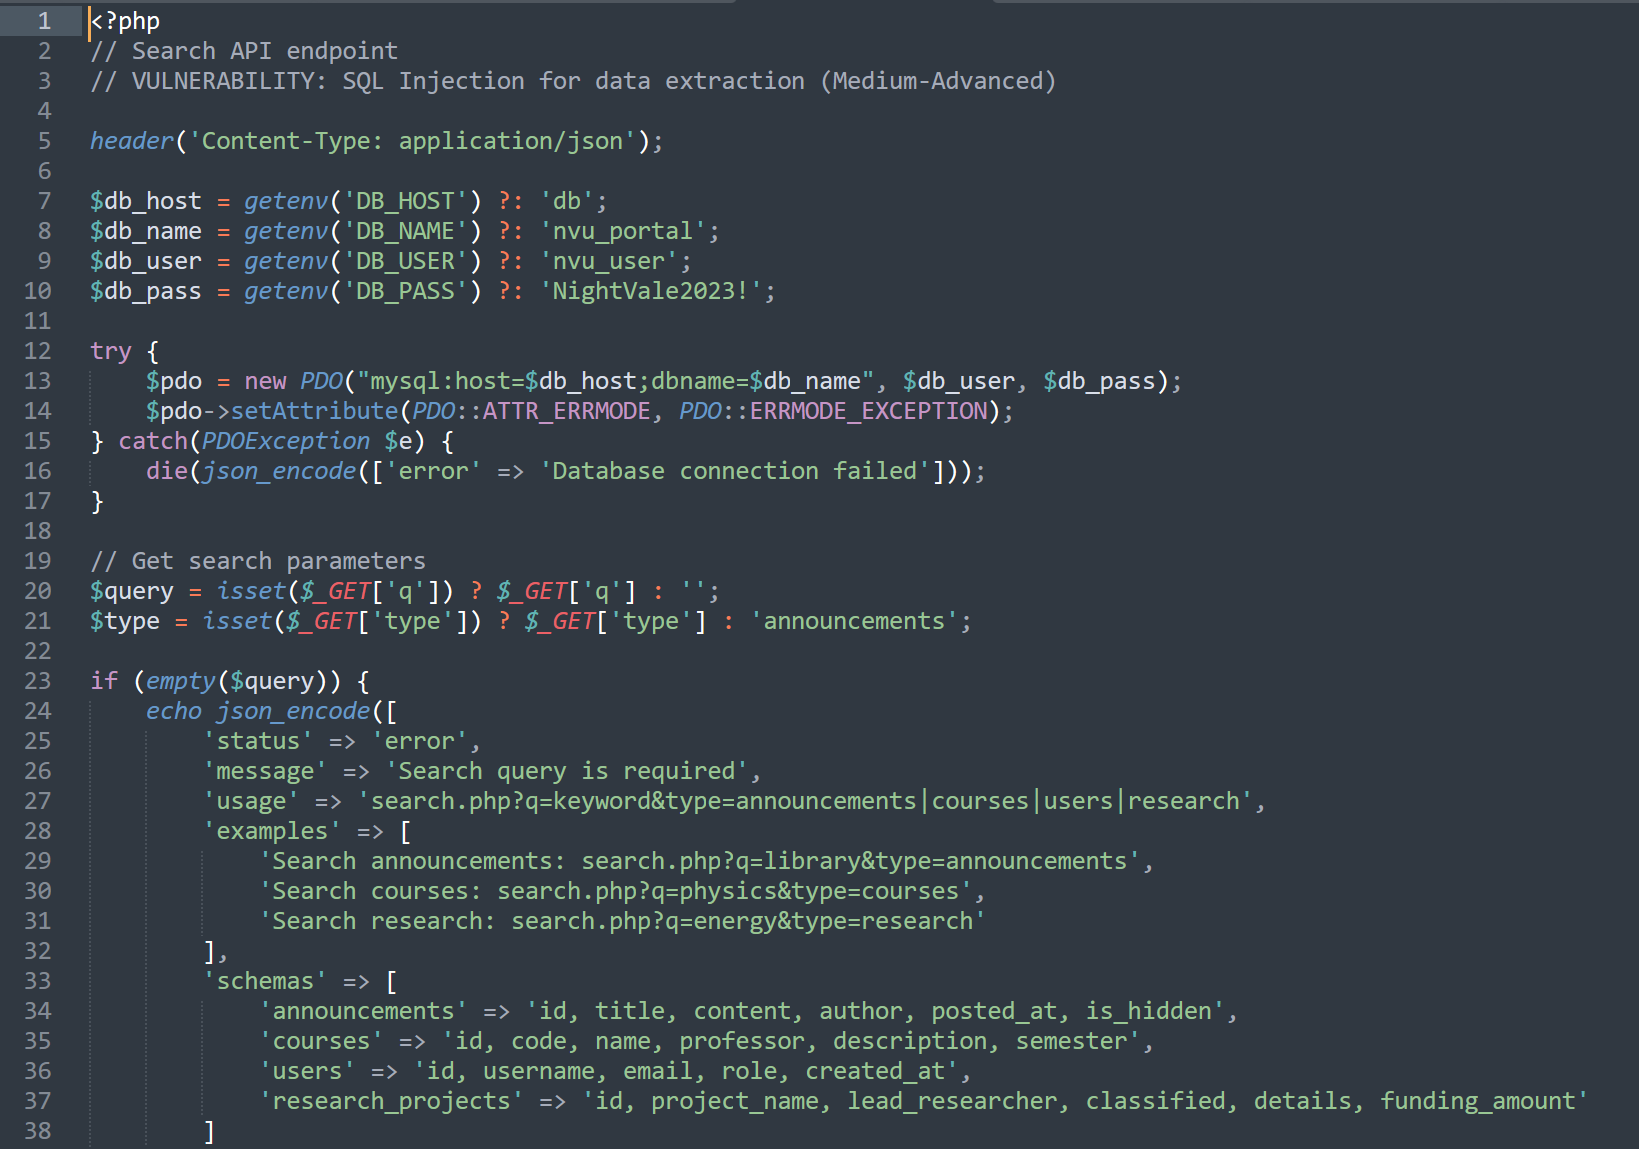 1 <?php
2 // Search API endpoint
3 // VULNERABILITY: SQL Injection for data extraction (Medium-Advanced)
4
5 header('Content-Type: application/json');
6
7 $db_host = getenv('DB_HOST') ?: 'db';
8 $db_name = getenv('DB_NAME') ?: 'nvu_portal';
9 $db_user = getenv('DB_USER') ?: 'nvu_user';
10 $db_pass = getenv('DB_PASS') ?: 'NightVale2023!';
11
12 try {
13     $pdo = new PDO("mysql:host=$db_host;dbname=$db_name", $db_user, $db_pass);
14     $pdo->setAttribute(PDO::ATTR_ERRMODE, PDO::ERRMODE_EXCEPTION);
15 } catch(PDOException $e) {
16     die(json_encode(['error' => 'Database connection failed']));
17 }
18
19 // Get search parameters
20 $query = isset($_GET['q']) ? $_GET['q'] : '';
21 $type = isset($_GET['type']) ? $_GET['type'] : 'announcements';
22
23 if (empty($query)) {
24     echo json_encode([
25         'status' => 'error',
26         'message' => 'Search query is required',
27         'usage' => 'search.php?q=keyword&type=announcements|courses|users|research',
28         'examples' => [
29             'Search announcements: search.php?q=library&type=announcements',
30             'Search courses: search.php?q=physics&type=courses',
31             'Search research: search.php?q=energy&type=research'
32         ],
33         'schemas' => [
34             'announcements' => 'id, title, content, author, posted_at, is_hidden',
35             'courses' => 'id, code, name, professor, description, semester',
36             'users' => 'id, username, email, role, created_at',
37             'research_projects' => 'id, project_name, lead_researcher, classified, details, funding_amount'
38         ]